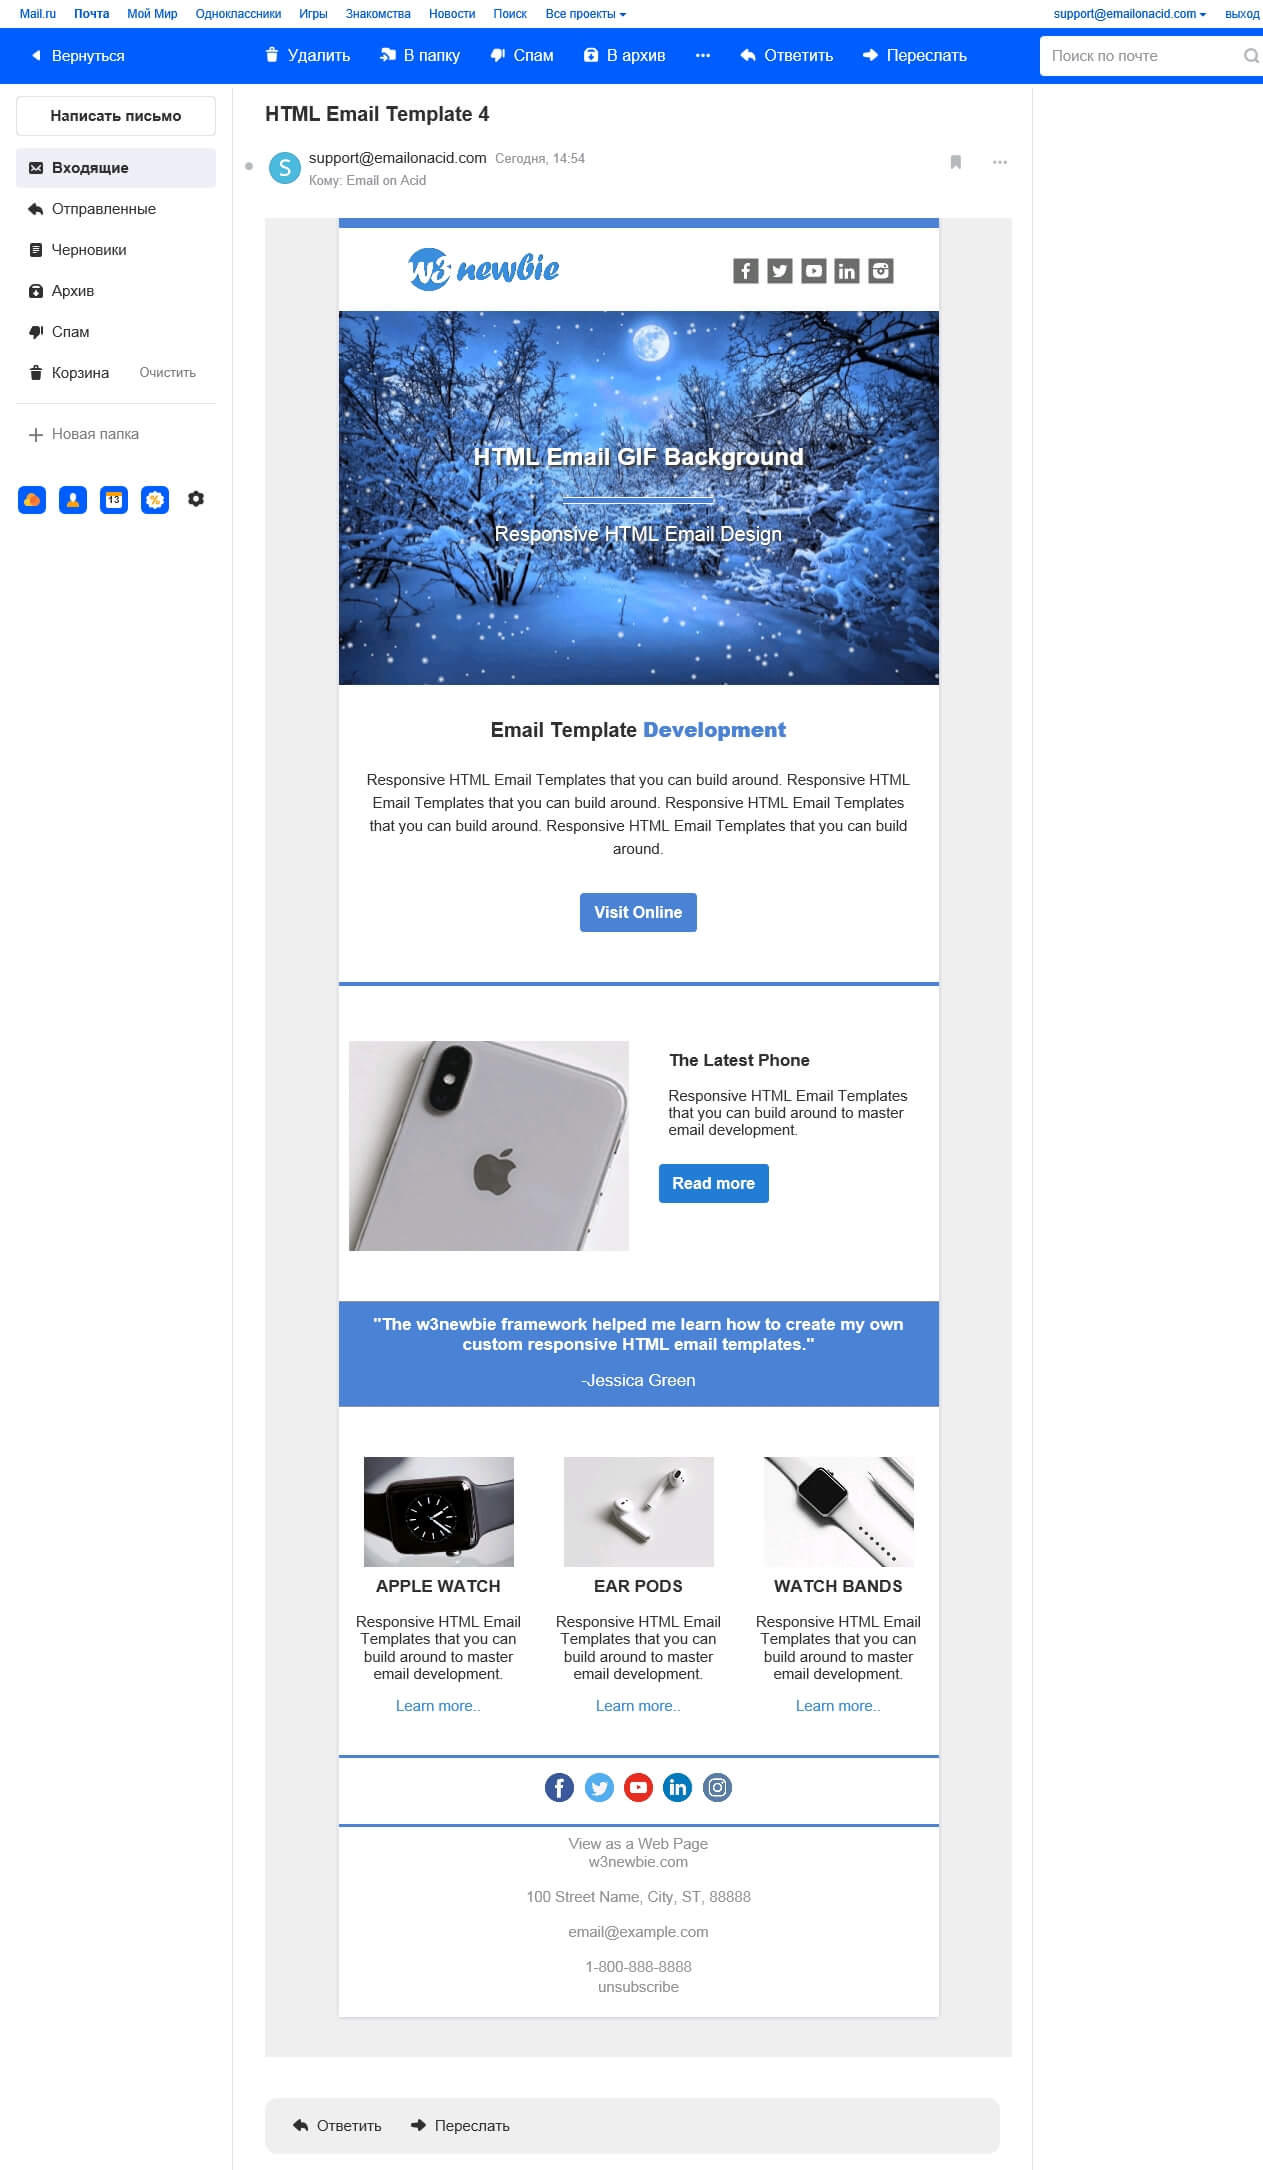 Mail.ru Почта Мой Мир Одноклассники Игры Знакомства Новости Поиск Все проекты support@emailonacid.com выход
Вернуться Удалить В папку Спам В архив Ответить Переслать Поиск по почте
Написать письмо
Входящие
Отправленные
Черновики
Архив
Спам
Корзина Очистить
Новая папка
13
HTML Email Template 4
S
support@emailonacid.com Сегодня, 14:54
Кому: Email on Acid
w3 newbie
HTML Email GIF Background
Responsive HTML Email Design
Email Template Development
Responsive HTML Email Templates that you can build around. Responsive HTML
Email Templates that you can build around. Responsive HTML Email Templates
that you can build around. Responsive HTML Email Templates that you can build
around.
Visit Online
The Latest Phone
Responsive HTML Email Templates
that you can build around to master
email development.
Read more
"The w3newbie framework helped me learn how to create my own
custom responsive HTML email templates."
-Jessica Green
APPLE WATCH
Responsive HTML Email
Templates that you can
build around to master
email development.
Learn more..
EAR PODS
Responsive HTML Email
Templates that you can
build around to master
email development.
Learn more..
WATCH BANDS
Responsive HTML Email
Templates that you can
build around to master
email development.
Learn more..
View as a Web Page
w3newbie.com
100 Street Name, City, ST, 88888
email@example.com
1-800-888-8888
unsubscribe
Ответить Переслать